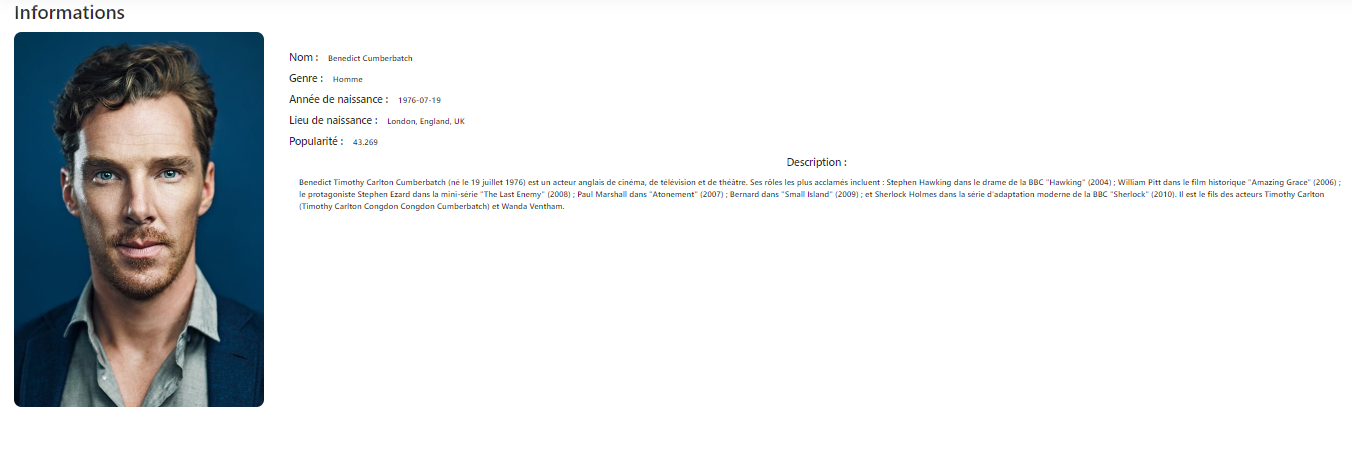 Informations
Nom : Benedict Cumberbatch
Genre : Homme
Année de naissance : 1976-07-19
Lieu de naissance : London, England, UK
Popularité : 43.269
Description :
Benedict Timothy Carlton Cumberbatch (né le 19 juillet 1976) est un acteur anglais de cinéma, de télévision et de théâtre. Ses rôles les plus acclamés incluent : Stephen Hawking dans le drame de la BBC "Hawking" (2004) ; William Pitt dans le film historique "Amazing Grace" (2006) ;
le protagoniste Stephen Ezard dans la mini-série "The Last Enemy" (2008) ; Paul Marshall dans "Atonement" (2007) ; Bernard dans "Small Island" (2009) ; et Sherlock Holmes dans la série d'adaptation moderne de la BBC "Sherlock" (2010). Il est le fils des acteurs Timothy Carlton
(Timothy Carlton Congdon Congdon Cumberbatch) et Wanda Ventham.